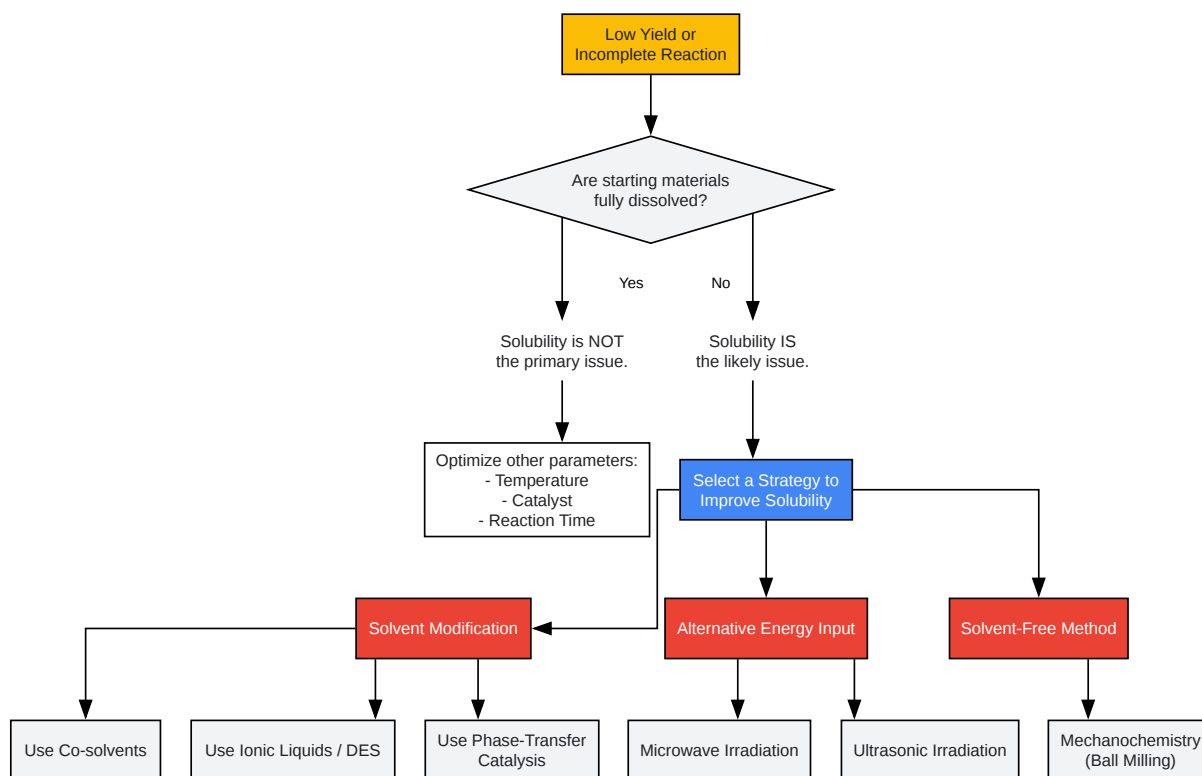 Low Yield or
Incomplete Reaction
Are starting materials
fully dissolved?
Yes
No
Solubility is NOT
the primary issue.
Solubility IS
the likely issue.
Optimize other parameters:
- Temperature
- Catalyst
- Reaction Time
Select a Strategy to
Improve Solubility
Solvent Modification
Alternative Energy Input
Solvent-Free Method
Use Co-solvents
Use Ionic Liquids / DES
Use Phase-Transfer
Catalysis
Microwave Irradiation
Ultrasonic Irradiation
Mechanochemistry
(Ball Milling)